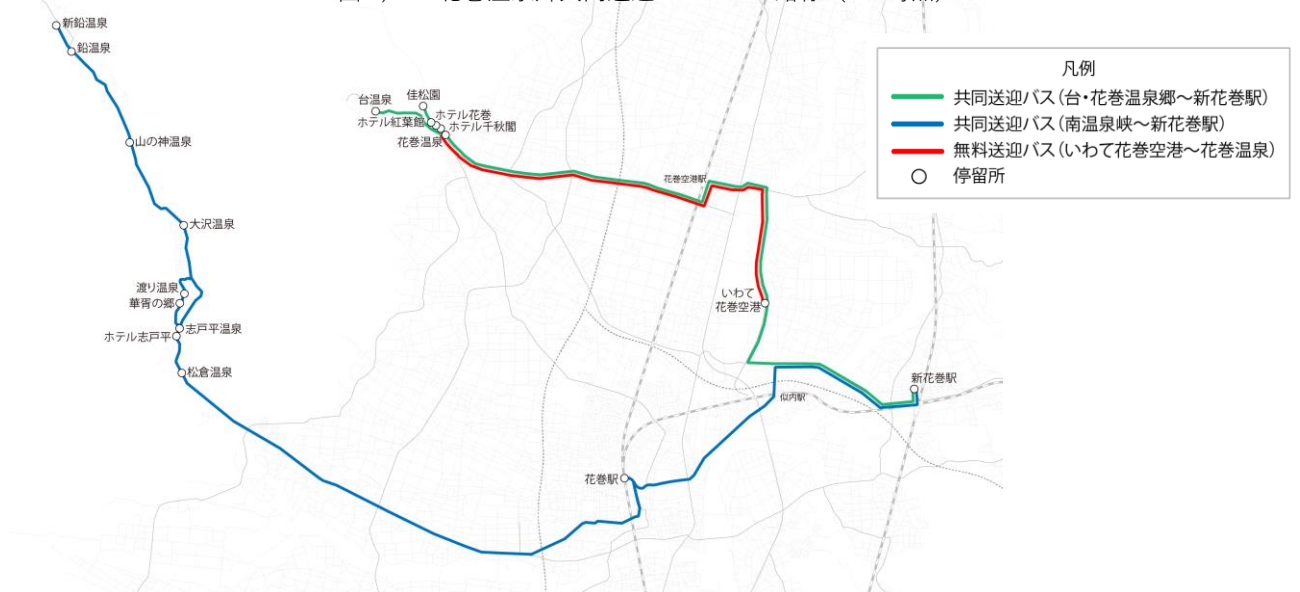 新鉛温泉
鉛温泉
山の神温泉
大沢温泉
渡り温泉
華胥の郷
志戸平温泉
ホテル志戸平
松倉温泉
台温泉
佳松園
ホテル花巻
ホテル紅葉館
ホテル千秋閣
花巻温泉
花巻空港駅
いわて
花巻空港
新花巻駅
似内駅
花巻駅
凡例
共同送迎バス(台・花巻温泉郷～新花巻駅)
共同送迎バス(南温泉峡～新花巻駅)
無料送迎バス(いわて花巻空港～花巻温泉)
停留所